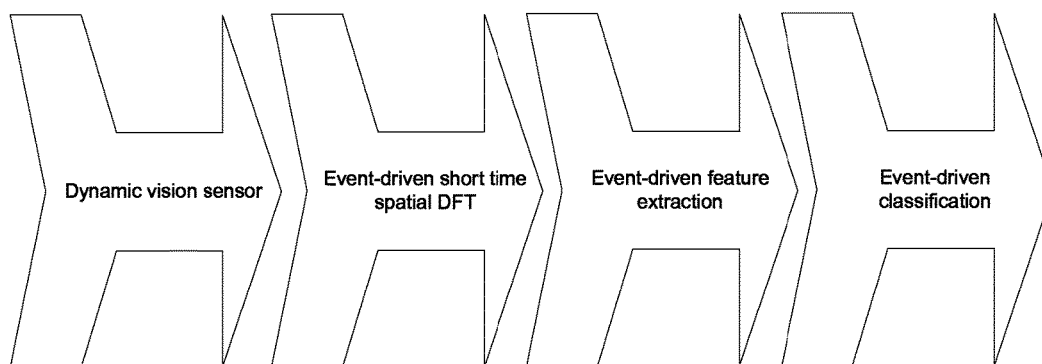 Dynamic vision sensor
Event-driven short time
spatial DFT
Event-driven feature
extraction
Event-driven
classification